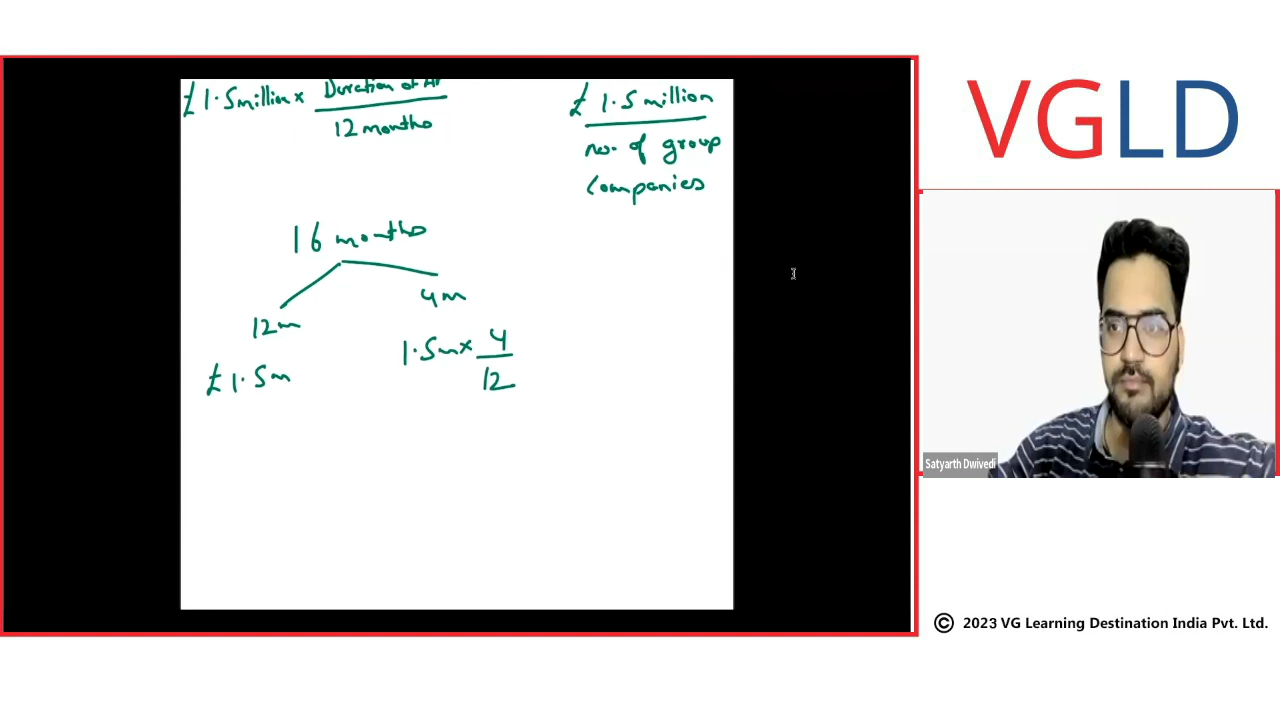 £1.5million x Duration of AP
12 months
£ 1.5 million
no. of group
companies
16 months
12m
4m
£1.5m
1.5m x 4
12
VGLD
Satyarth Dwivedi
© 2023 VG Learning Destination India Pvt. Ltd.